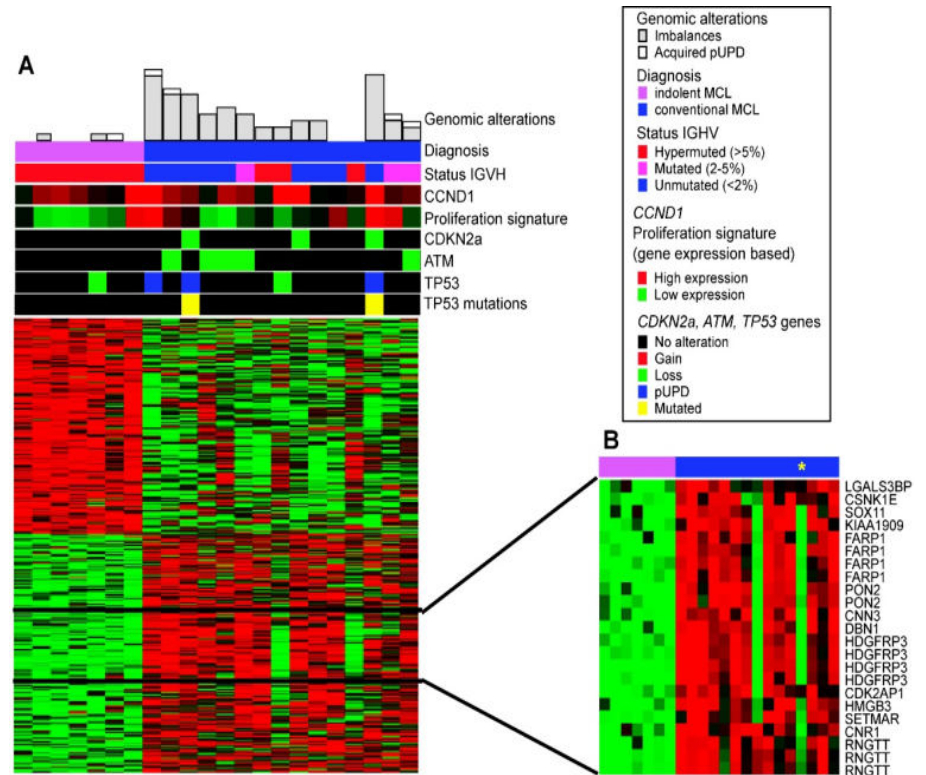 A
Genomic alterations
Diagnosis
Status IGVH
CCND1
Proliferation signature
CDKN2a
ATM
TP53
TP53 mutations
Genomic alterations
Imbalances
Acquired pUPD
Diagnosis
indolent MCL
conventional MCL
Status IGHV
Hypermuted (>5%)
Mutated (2-5%)
Unmutated (<2%)
CCND1
Proliferation signature
(gene expression based)
High expression
Low expression
CDKN2a, ATM, TP53 genes
No alteration
Gain
Loss
pUPD
Mutated
B
*
LGALS3BP
CSNK1E
SOX11
KIAA1909
FARP1
FARP1
FARP1
FARP1
PON2
PON2
CNN3
DBN1
HDGFRP3
HDGFRP3
HDGFRP3
HDGFRP3
CDK2AP1
HMGB3
SETMAR
CNR1
RNGTT
RNGTT
RNGTT